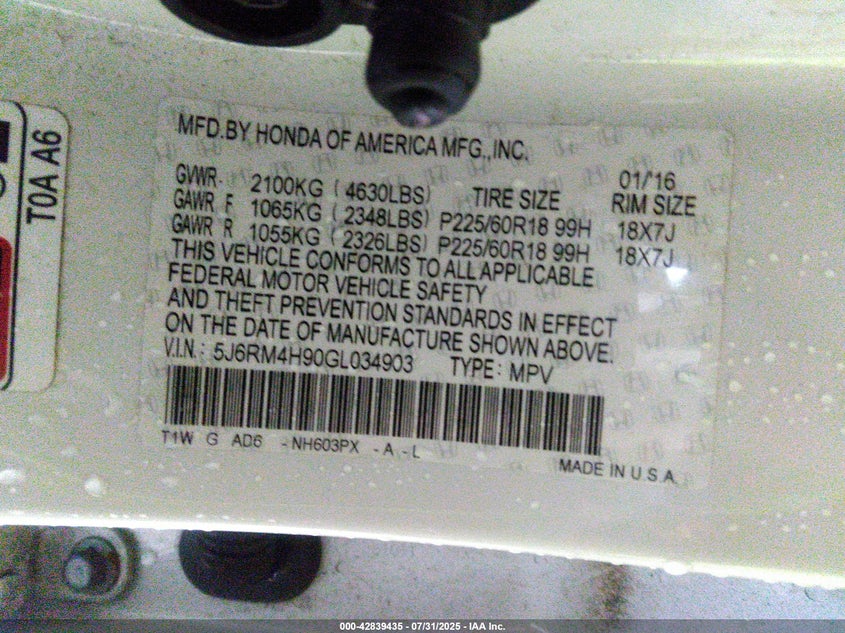 T0A A6
MFD.BY HONDA OF AMERICA MFG.,INC.
01/'16
GVWR. 2100KG ( 4630LBS) TIRE SIZE RIM SIZE
GAWR F 1065KG ( 2348LBS) P225/60R18 99H 18X7J
GAWR R 1055KG ( 2326LBS) P225/60R18 99H 18X7J
THIS VEHICLE CONFORMS TO ALL APPLICABLE
FEDERAL MOTOR VEHICLE SAFETY
AND THEFT PREVENTION STANDARDS IN EFFECT
ON THE DATE OF MANUFACTURE SHOWN ABOVE.
V.I.N.: 5J6RM4H90GL034903 TYPE: MPV
T1W G AD6 -NH603PX -A -L
MADE IN U.S.A.
000-42839435 - 07/31/2025 - IAA Inc.